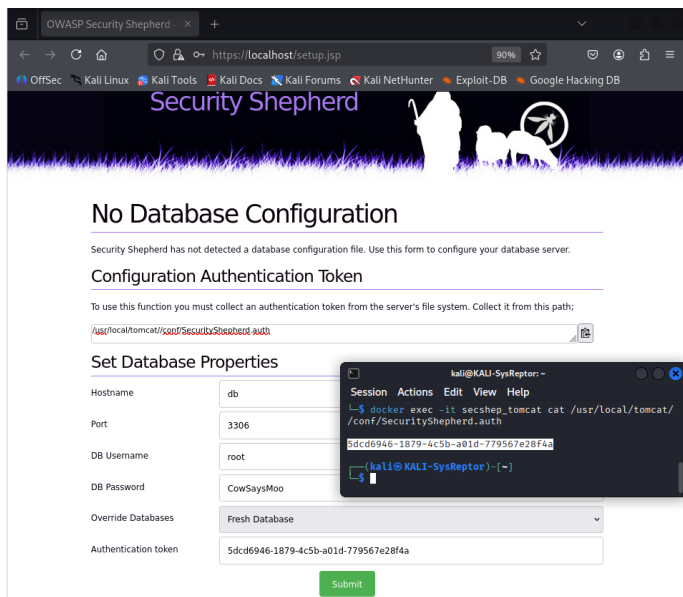 OWASP Security Shepherd -
https://localhost/setup.jsp
90%
OffSec Kali Linux Kali Tools Kali Docs Kali Forums Kali NetHunter Exploit-DB Google Hacking DB
Security Shepherd
No Database Configuration
Security Shepherd has not detected a database configuration file. Use this form to configure your database server.
Configuration Authentication Token
To use this function you must collect an authentication token from the server's file system. Collect it from this path;
/usr/local/tomcat//conf/SecurityShepherd.auth
Set Database Properties
Hostname db
Port 3306
DB Username root
DB Password CowSaysMoo
Override Databases Fresh Database
Authentication token 5dcd6946-1879-4c5b-a01d-779567e28f4a
Submit
kali@KALI-SysReptor: ~
Session Actions Edit View Help
└─$ docker exec -it secshep_tomcat cat /usr/local/tomcat/
/conf/SecurityShepherd.auth
5dcd6946-1879-4c5b-a01d-779567e28f4a
┌──(kali㉿KALI-SysReptor)-[~]
└─$